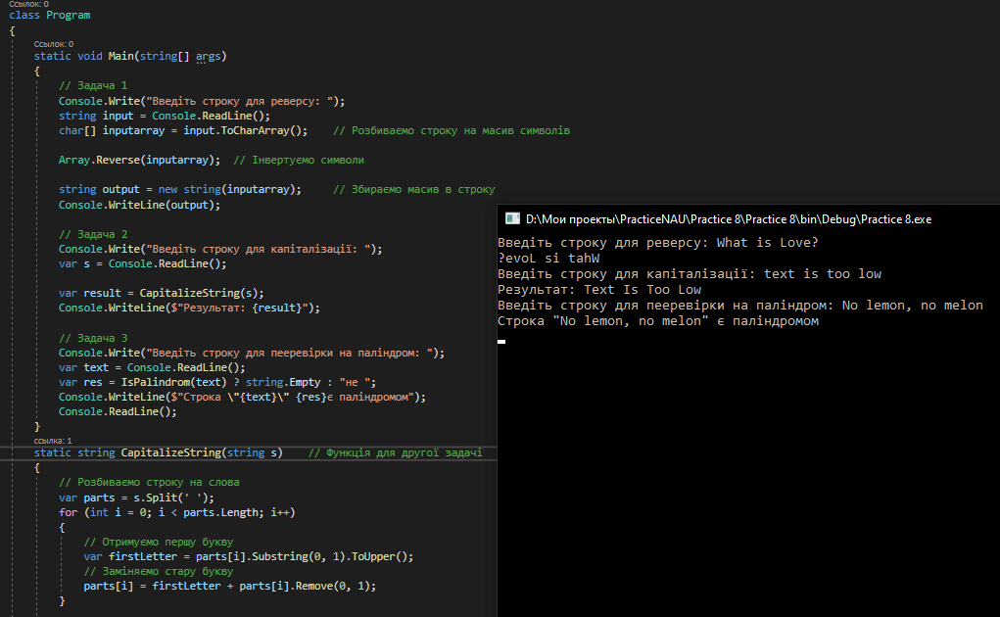 Ссылок: 0
class Program
{
Ссылок: 0
static void Main(string[] args)
{
// Задача 1
Console.Write("Введіть строку для реверсу: ");
string input = Console.ReadLine();
char[] inputarray = input.ToCharArray();    // Розбиваємо строку на масив символів
Array.Reverse(inputarray);  // Інвертуємо символи
string output = new string(inputarray);     // Збираємо масив в строку
Console.WriteLine(output);
// Задача 2
Console.Write("Введіть строку для капіталізації: ");
var s = Console.ReadLine();
var result = CapitalizeString(s);
Console.WriteLine($"Результат: {result}");
// Задача 3
Console.Write("Введіть строку для пееревірки на паліндром: ");
var text = Console.ReadLine();
var res = IsPalindrom(text) ? string.Empty : "не ";
Console.WriteLine($"Строка \"{text}\" {res}є паліндромом");
Console.ReadLine();
}
ссылка: 1
static string CapitalizeString(string s)    // Функція для другої задачі
{
// Розбиваємо строку на слова
var parts = s.Split(' ');
for (int i = 0; i < parts.Length; i++)
{
// Отримуємо першу букву
var firstLetter = parts[i].Substring(0, 1).ToUpper();
// Заміняємо стару букву
parts[i] = firstLetter + parts[i].Remove(0, 1);
}
D:\Мои проекты\PracticeNAU\Practice 8\Practice 8\bin\Debug\Practice 8.exe
Введіть строку для реверсу: What is Love?
?evoL si tahW
Введіть строку для капіталізації: text is too low
Результат: Text Is Too Low
Введіть строку для пееревірки на паліндром: No lemon, no melon
Строка "No lemon, no melon" є паліндромом